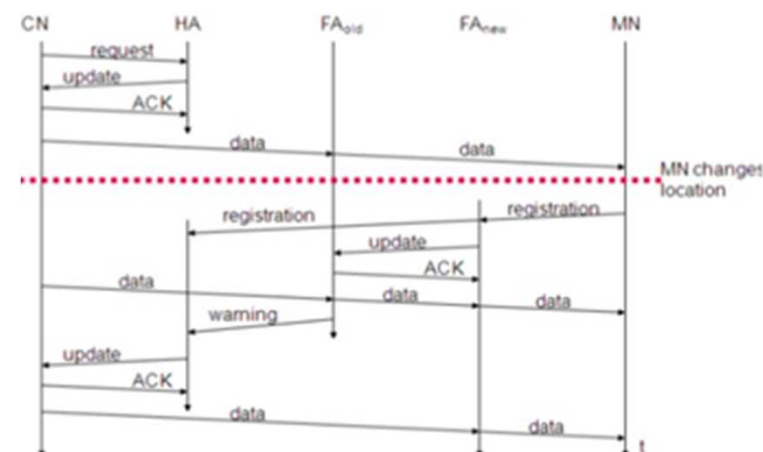 CN HA FAold FAnew MN
request
update
ACK
data data
MN changes
location
registration registration
update
ACK
data data data
warning
update
ACK
data data
t